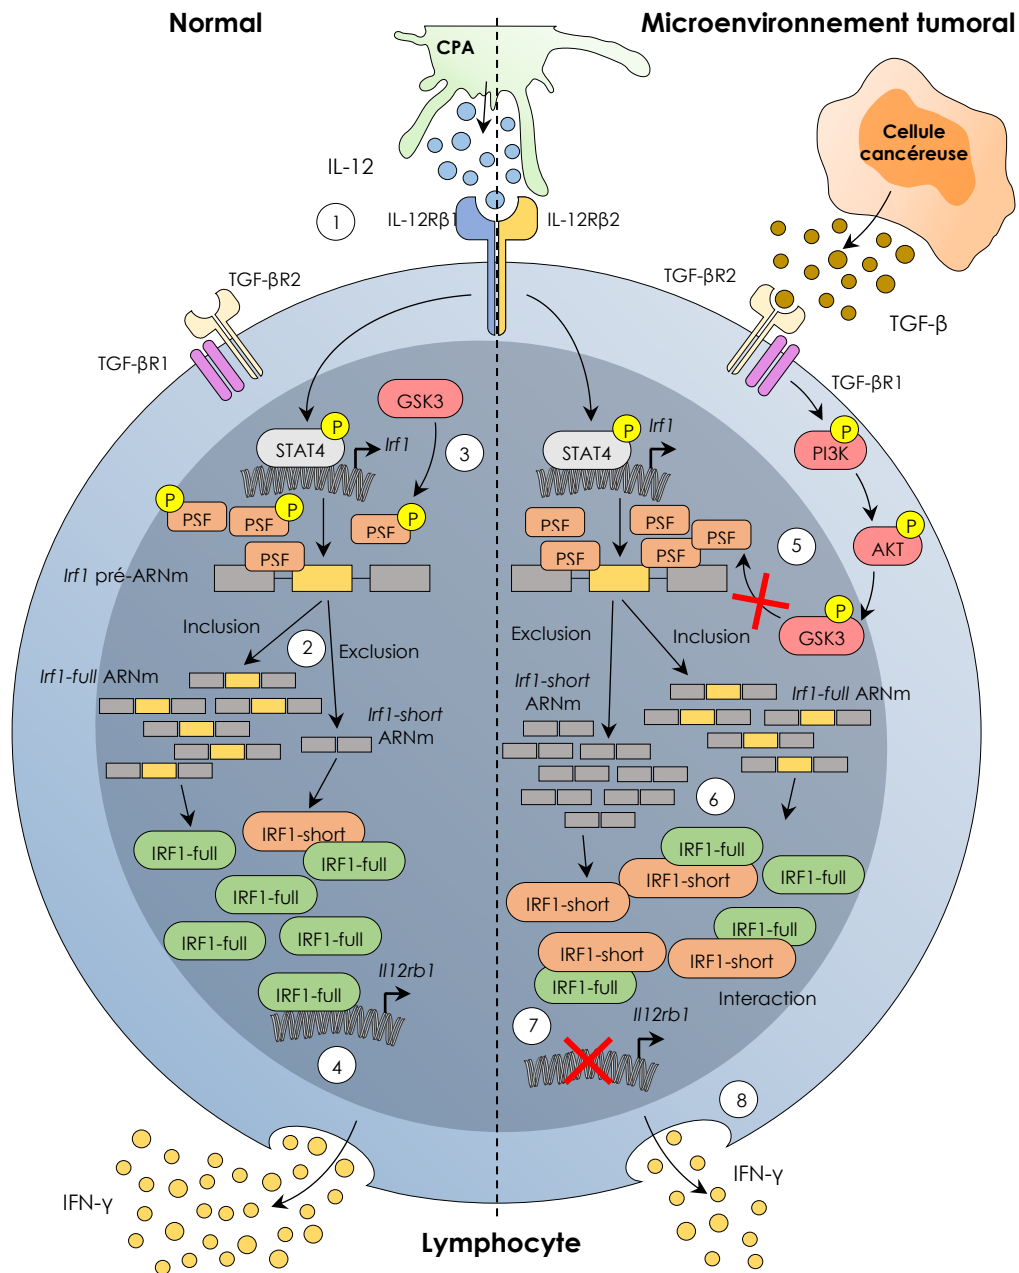 Normal
Microenvironnement tumoral
CPA
Cellule
cancéreuse
IL-12
1
IL-12Rβ1
IL-12Rβ2
TGF-βR2
TGF-βR2
TGF-β
TGF-βR1
TGF-βR1
GSK3
P
STAT4
Irf1
3
P
STAT4
Irf1
P
PI3K
P
PSF
P
PSF
P
PSF
PSF
Irf1 pré-ARNm
PSF
PSF
PSF
PSF
PSF
5
P
AKT
P
GSK3
Inclusion
2
Exclusion
Exclusion
Inclusion
Irf1-full ARNm
Irf1-short
ARNm
Irf1-short
ARNm
Irf1-full ARNm
6
IRF1-full
IRF1-short
IRF1-full
IRF1-full
IRF1-full
IRF1-full
IRF1-full
Il12rb1
4
IRF1-full
IRF1-short
IRF1-full
IRF1-short
IRF1-full
IRF1-short
IRF1-short
IRF1-full
Interaction
7
Il12rb1
8
IFN-γ
IFN-γ
Lymphocyte